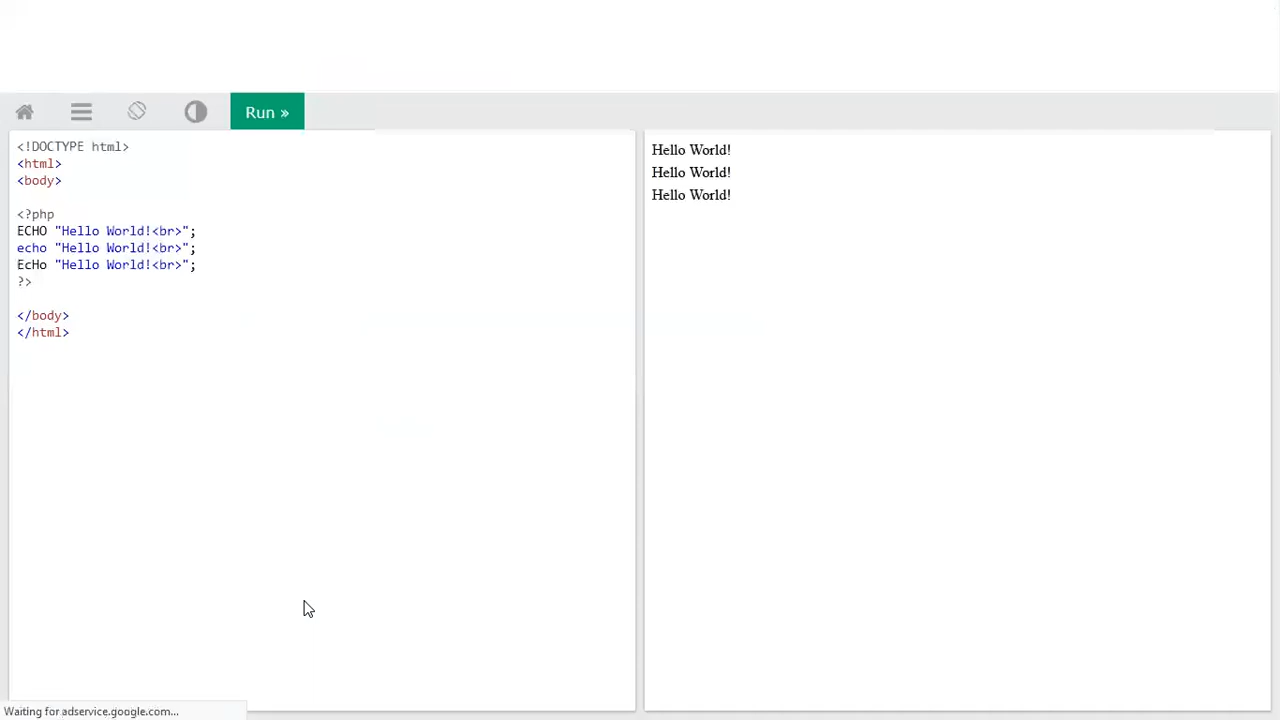 Run »
<!DOCTYPE html>
<html>
<body>
<?php
ECHO "Hello World!<br>";
echo "Hello World!<br>";
EcHo "Hello World!<br>";
?>
</body>
</html>
Hello World!
Hello World!
Hello World!
Waiting for adservice.google.com...